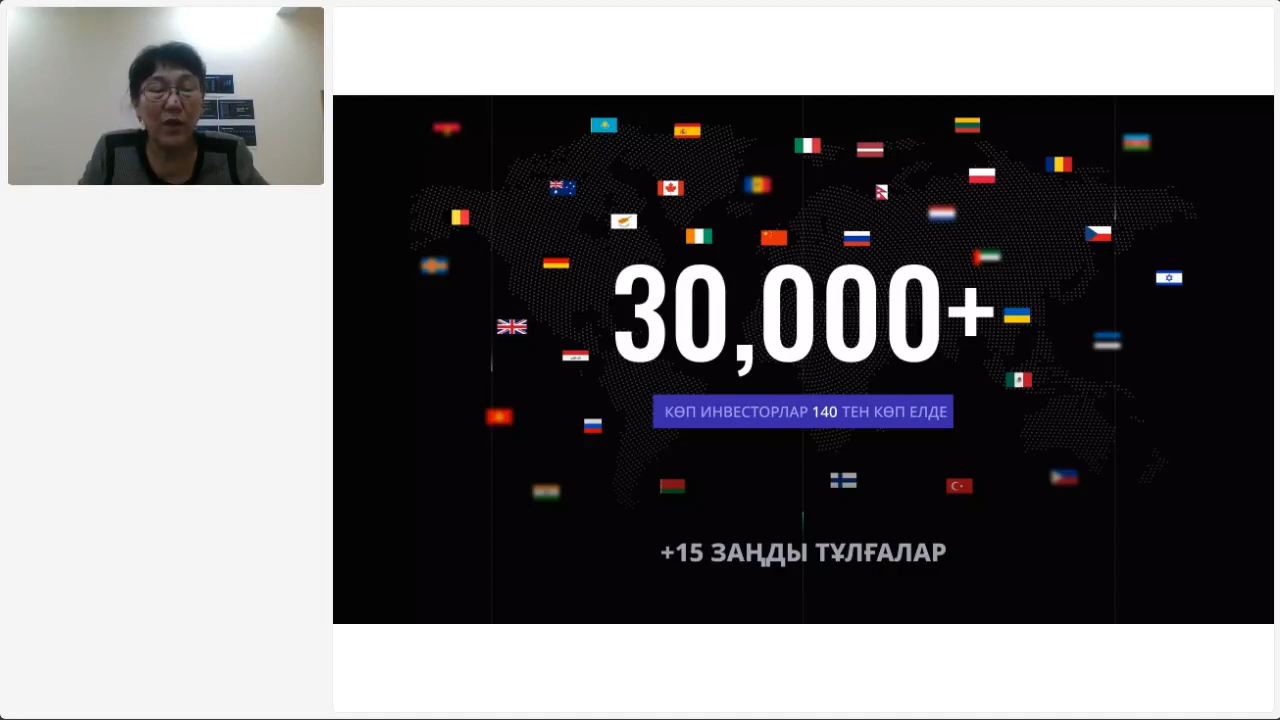 30,000+
КӨП ИНВЕСТОРЛАР 140 ТЕН КӨП ЕЛДЕ
+15 ЗАҢДЫ ТҰЛҒАЛАР